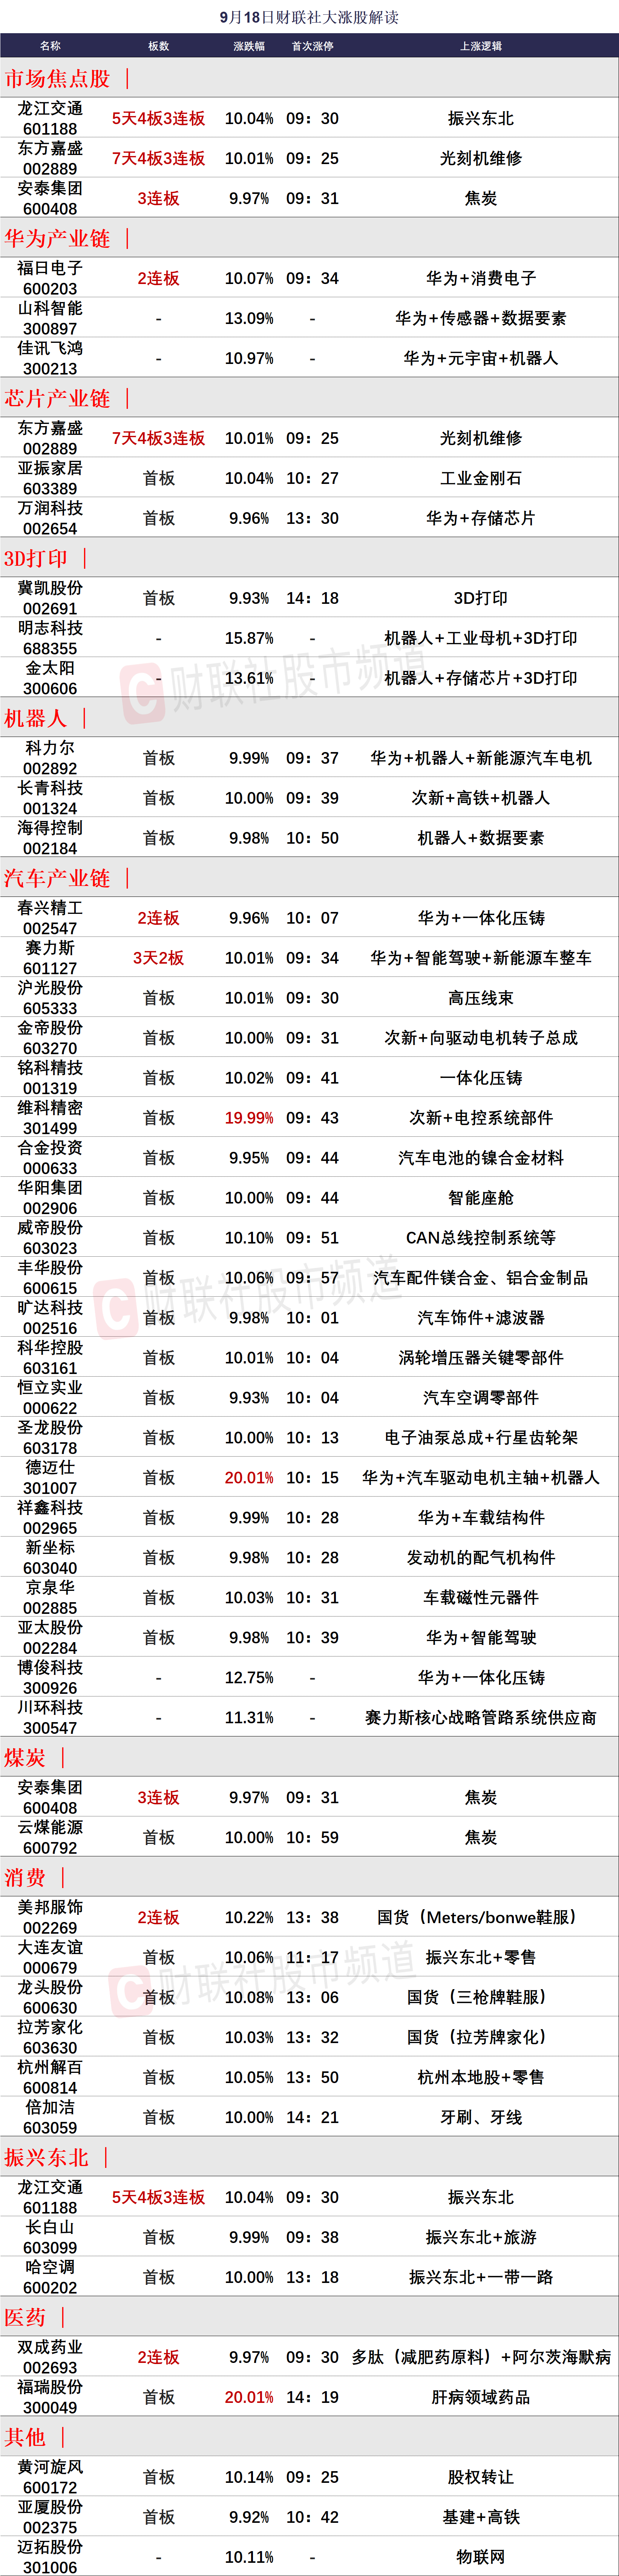 9月18日财联社大涨股解读
名称 板数 涨跌幅 首次涨停 上涨逻辑
市场焦点股
龙江交通
601188 5天4板3连板 10.04% 09：30 振兴东北
东方嘉盛
002889 7天4板3连板 10.01% 09：25 光刻机维修
安泰集团
600408 3连板 9.97% 09：31 焦炭
华为产业链
福日电子
600203 2连板 10.07% 09：34 华为+消费电子
山科智能
300897 - 13.09% - 华为+传感器+数据要素
佳讯飞鸿
300213 - 10.97% - 华为+元宇宙+机器人
芯片产业链
东方嘉盛
002889 7天4板3连板 10.01% 09：25 光刻机维修
亚振家居
603389 首板 10.04% 10：27 工业金刚石
万润科技
002654 首板 9.96% 13：30 华为+存储芯片
3D打印
冀凯股份
002691 首板 9.93% 14：18 3D打印
明志科技
688355 - 15.87% - 机器人+工业母机+3D打印
金太阳
300606 - 13.61% - 机器人+存储芯片+3D打印
财联社股市频道
机器人
科力尔
002892 首板 9.99% 09：37 华为+机器人+新能源汽车电机
长青科技
001324 首板 10.00% 09：39 次新+高铁+机器人
海得控制
002184 首板 9.98% 10：50 机器人+数据要素
汽车产业链
春兴精工
002547 2连板 9.96% 10：07 华为+一体化压铸
赛力斯
601127 3天2板 10.01% 09：34 华为+智能驾驶+新能源车整车
沪光股份
605333 首板 10.01% 09：30 高压线束
金帝股份
603270 首板 10.00% 09：31 次新+向驱动电机转子总成
铭科精技
001319 首板 10.02% 09：41 一体化压铸
维科精密
301499 首板 19.99% 09：43 次新+电控系统部件
合金投资
000633 首板 9.95% 09：44 汽车电池的镍合金材料
华阳集团
002906 首板 10.00% 09：44 智能座舱
威帝股份
603023 首板 10.10% 09：51 CAN总线控制系统等
丰华股份
600615 首板 10.06% 09：57 汽车配件镁合金、铝合金制品
财联社股市频道
旷达科技
002516 首板 9.98% 10：01 汽车饰件+滤波器
科华控股
603161 首板 10.01% 10：04 涡轮增压器关键零部件
恒立实业
000622 首板 9.93% 10：04 汽车空调零部件
圣龙股份
603178 首板 10.00% 10：13 电子油泵总成+行星齿轮架
德迈仕
301007 首板 20.01% 10：15 华为+汽车驱动电机主轴+机器人
祥鑫科技
002965 首板 9.99% 10：28 华为+车载结构件
新坐标
603040 首板 9.98% 10：28 发动机的配气机构件
京泉华
002885 首板 10.03% 10：31 车载磁性元器件
亚太股份
002284 首板 9.98% 10：39 华为+智能驾驶
博俊科技
300926 - 12.75% - 华为+一体化压铸
川环科技
300547 - 11.31% - 赛力斯核心战略管路系统供应商
煤炭
安泰集团
600408 3连板 9.97% 09：31 焦炭
云煤能源
600792 首板 10.00% 10：59 焦炭
消费
美邦服饰
002269 2连板 10.22% 13：38 国货（Meters/bonwe鞋服）
大连友谊
000679 首板 10.06% 11：17 振兴东北+零售
财联社股市频道
龙头股份
600630 首板 10.08% 13：06 国货（三枪牌鞋服）
拉芳家化
603630 首板 10.03% 13：32 国货（拉芳牌家化）
杭州解百
600814 首板 10.05% 13：50 杭州本地股+零售
倍加洁
603059 首板 10.00% 14：21 牙刷、牙线
振兴东北
龙江交通
601188 5天4板3连板 10.04% 09：30 振兴东北
长白山
603099 首板 9.99% 09：38 振兴东北+旅游
哈空调
600202 首板 10.00% 13：18 振兴东北+一带一路
医药
双成药业
002693 2连板 9.97% 09：30 多肽（减肥药原料）+阿尔茨海默病
福瑞股份
300049 首板 20.01% 14：19 肝病领域药品
其他
黄河旋风
600172 首板 10.14% 09：25 股权转让
亚厦股份
002375 首板 9.92% 10：42 基建+高铁
迈拓股份
301006 - 10.11% - 物联网